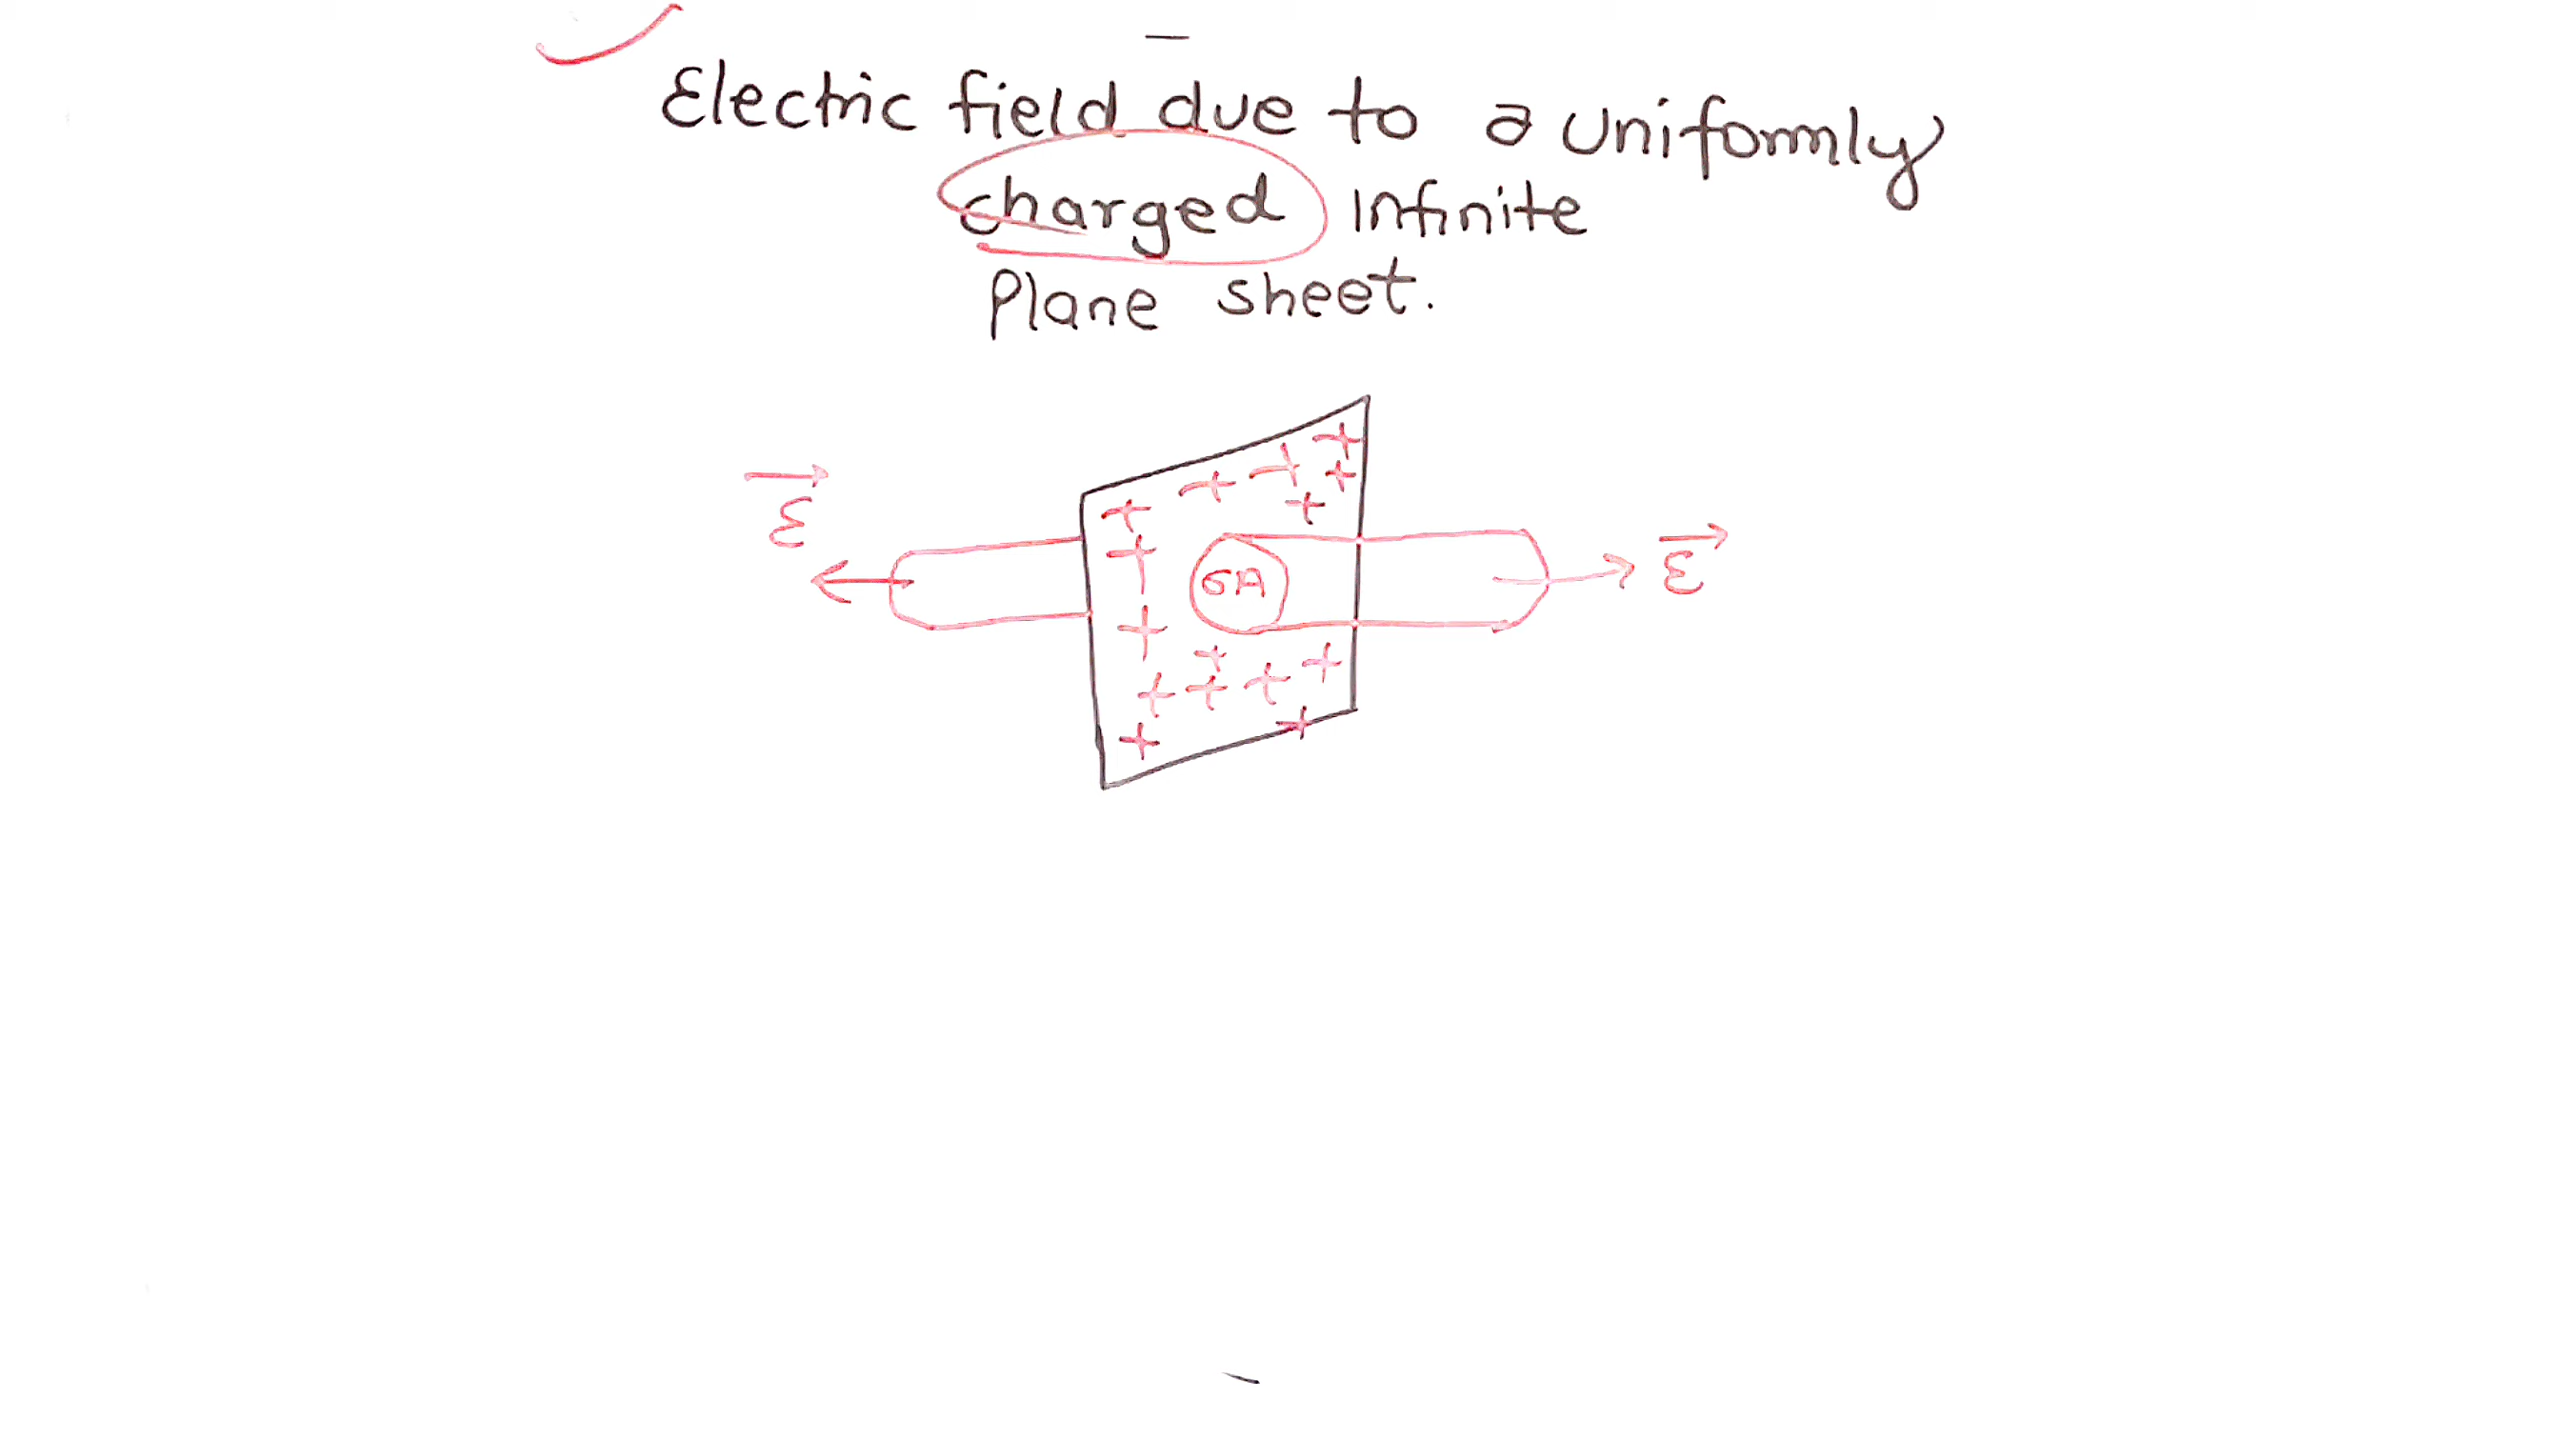 Electric field due to a uniformly
charged Infinite
Plane sheet.
+ + + +
+ +
+
+
σA
ε
ε
+
+
+ + + +
+ +